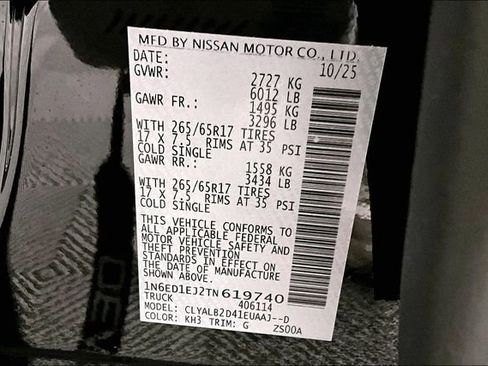 MFD BY NISSAN MOTOR CO., LTD.
DATE: 10/25
GVWR: 2727 KG
6012 LB
GAWR FR.: 1495 KG
3296 LB
WITH 265/65R17 TIRES
17 X 7.5 RIMS AT 35 PSI
COLD SINGLE
GAWR RR.: 1558 KG
3434 LB
WITH 265/65R17 TIRES
17 X 7.5 RIMS AT 35 PSI
COLD SINGLE
THIS VEHICLE CONFORMS TO
ALL APPLICABLE FEDERAL
MOTOR VEHICLE SAFETY AND
THEFT PREVENTION
STANDARDS IN EFFECT ON
THE DATE OF MANUFACTURE
SHOWN ABOVE.
1N6ED1EJ2TN619740
TRUCK 406114
MODEL: CLYALB2D41EUAAJ--D
COLOR: KH3 TRIM: G ZS00A